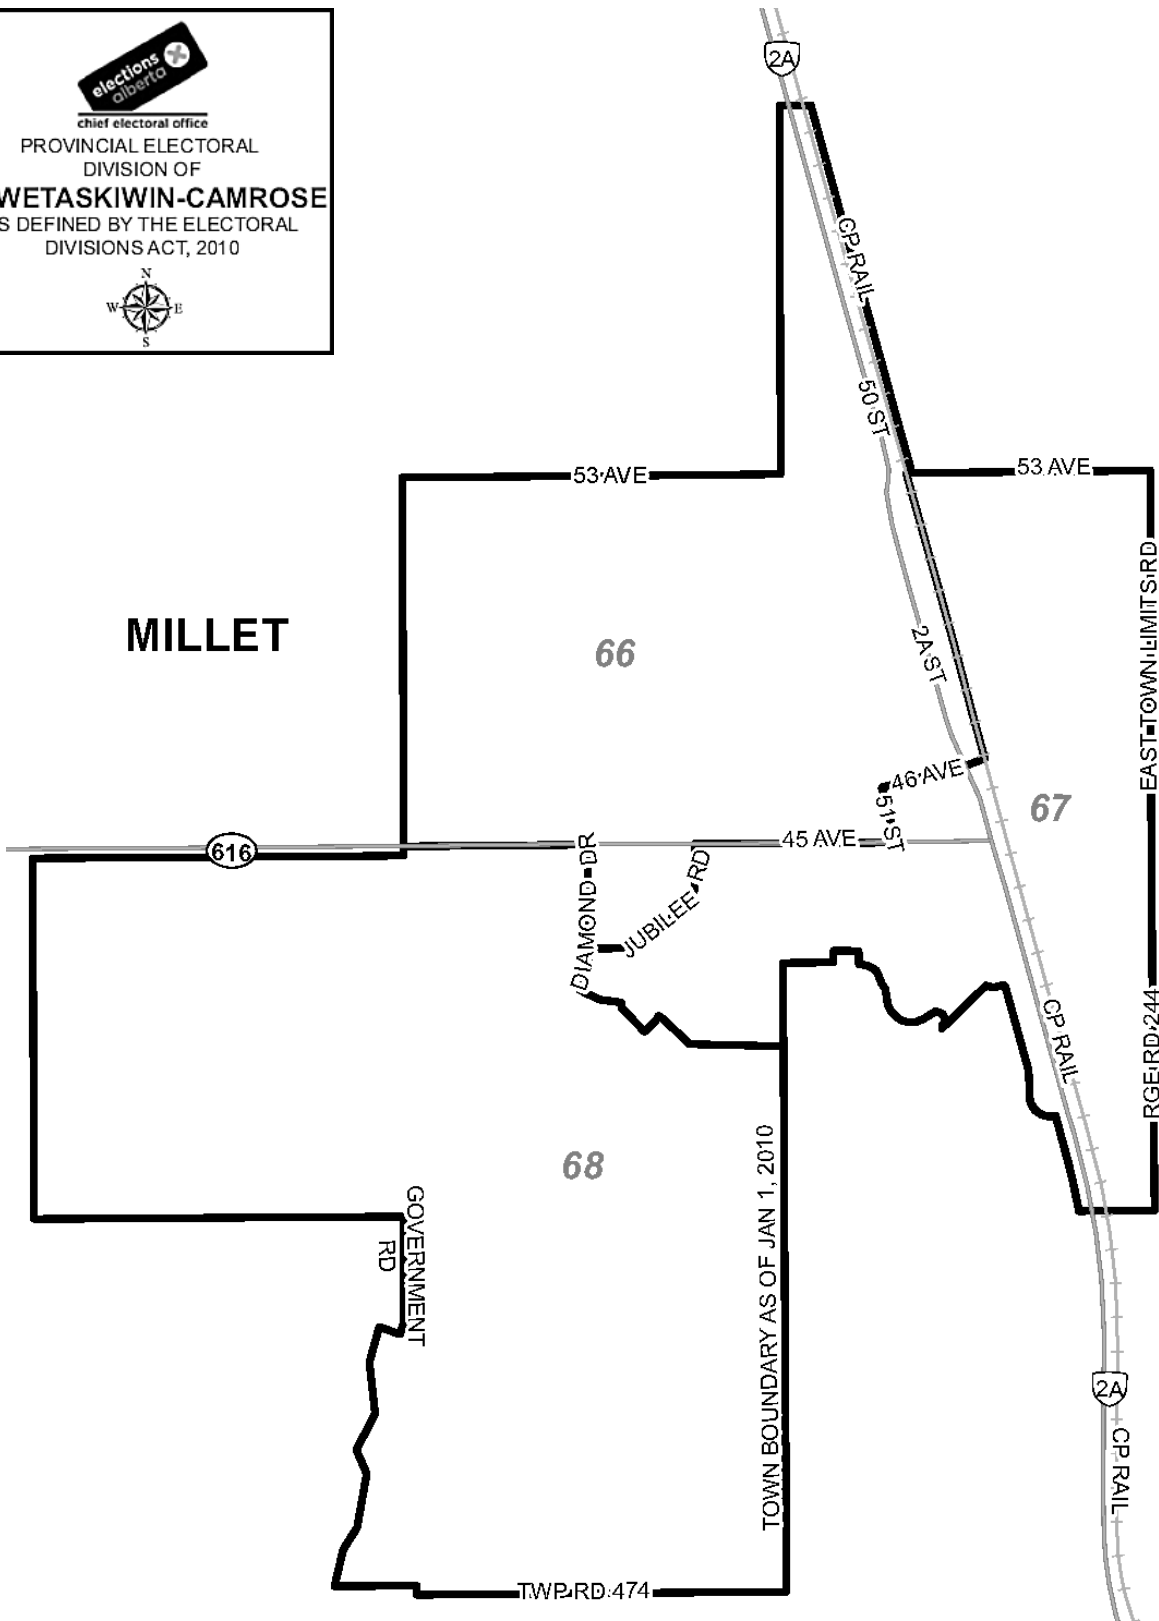 elections
alberta
chief electoral office
PROVINCIAL ELECTORAL
DIVISION OF
WETASKIWIN-CAMROSE
S DEFINED BY THE ELECTORAL
DIVISIONS ACT, 2010
N
W
E
S
2A
CP RAIL
50 ST
53 AVE
53 AVE
EAST TOWN LIMITS RD
MILLET
66
2A ST
46 AVE
51 ST
67
616
45 AVE
DIAMOND DR
JUBILEE RD
CP RAIL
RGE RD 244
68
GOVERNMENT
RD
TOWN BOUNDARY AS OF JAN 1, 2010
2A
CP RAIL
TWP RD 474